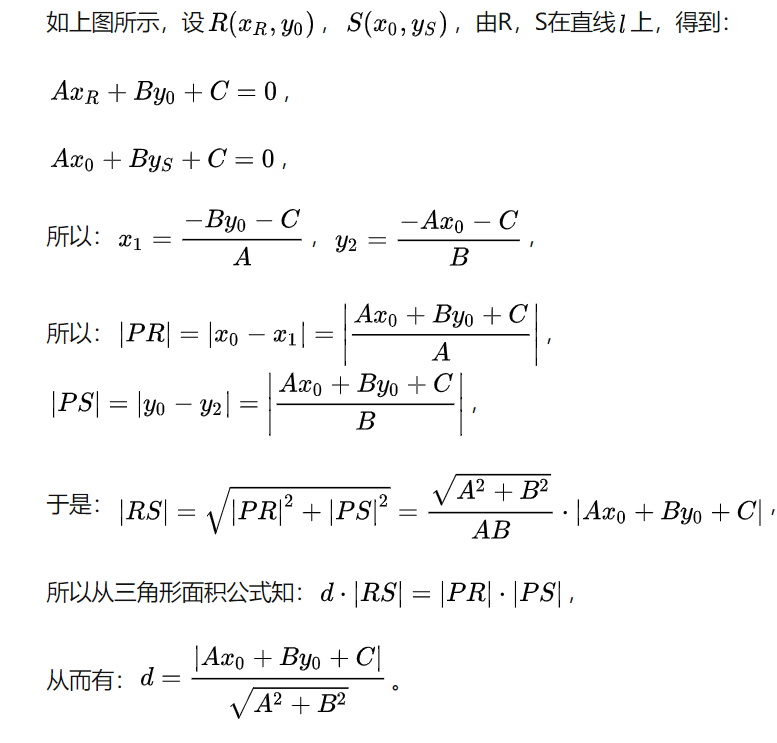 如上图所示，设 $R(x_R, y_0)$，$S(x_0, y_S)$，由R，S在直线 $l$ 上，得到：
$Ax_R + By_0 + C = 0$，
$Ax_0 + By_S + C = 0$，
所以：$x_1 = \frac{-By_0 - C}{A}$，$y_2 = \frac{-Ax_0 - C}{B}$，
所以：$|PR| = |x_0 - x_1| = \left|\frac{Ax_0 + By_0 + C}{A}\right|$，
$|PS| = |y_0 - y_2| = \left|\frac{Ax_0 + By_0 + C}{B}\right|$，
于是：$|RS| = \sqrt{|PR|^2 + |PS|^2} = \frac{\sqrt{A^2 + B^2}}{AB} \cdot |Ax_0 + By_0 + C|$，
所以从三角形面积公式知：$d \cdot |RS| = |PR| \cdot |PS|$，
从而有：$d = \frac{|Ax_0 + By_0 + C|}{\sqrt{A^2 + B^2}}$。